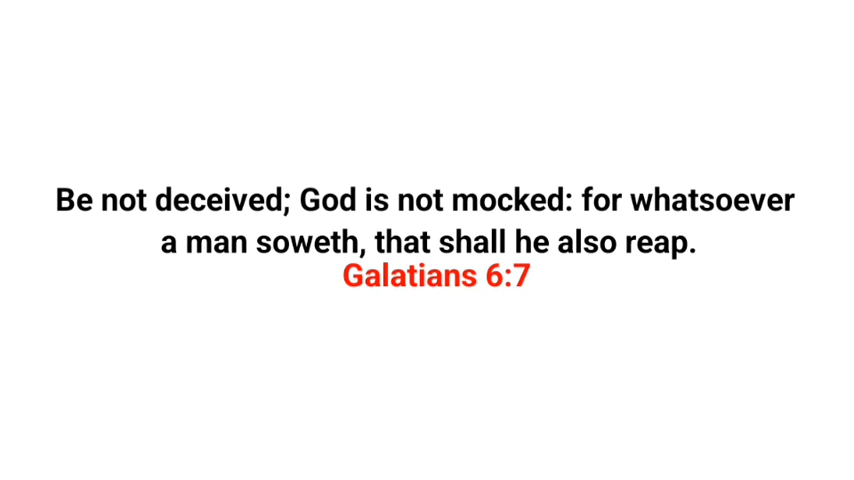 Be not deceived; God is not mocked: for whatsoever
a man soweth, that shall he also reap.
Galatians 6:7